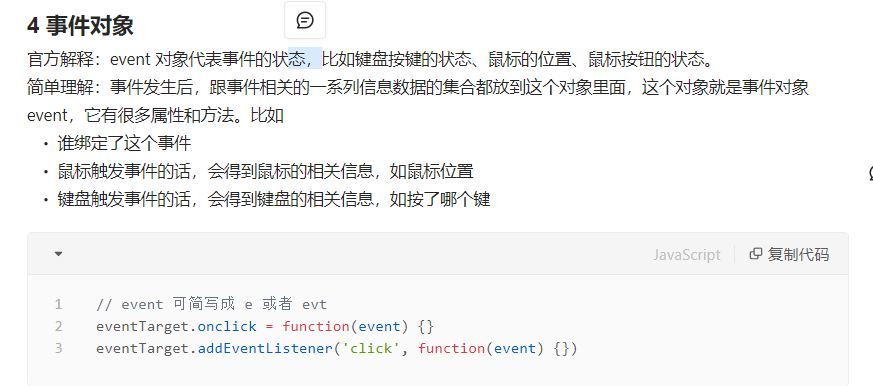 4 事件对象
官方解释：event 对象代表事件的状态，比如键盘按键的状态、鼠标的位置、鼠标按钮的状态。
简单理解：事件发生后，跟事件相关的一系列信息数据的集合都放到这个对象里面，这个对象就是事件对象
event，它有很多属性和方法。比如
• 谁绑定了这个事件
• 鼠标触发事件的话，会得到鼠标的相关信息，如鼠标位置
• 键盘触发事件的话，会得到键盘的相关信息，如按了哪个键
JavaScript 复制代码
1 // event 可简写成 e 或者 evt
2 eventTarget.onclick = function(event) {}
3 eventTarget.addEventListener('click', function(event) {})